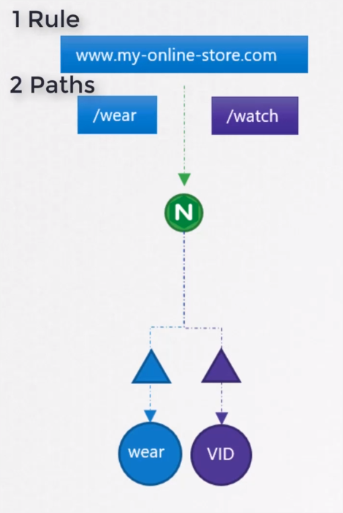 1 Rule
www.my-online-store.com
2 Paths
/wear /watch
N
wear VID